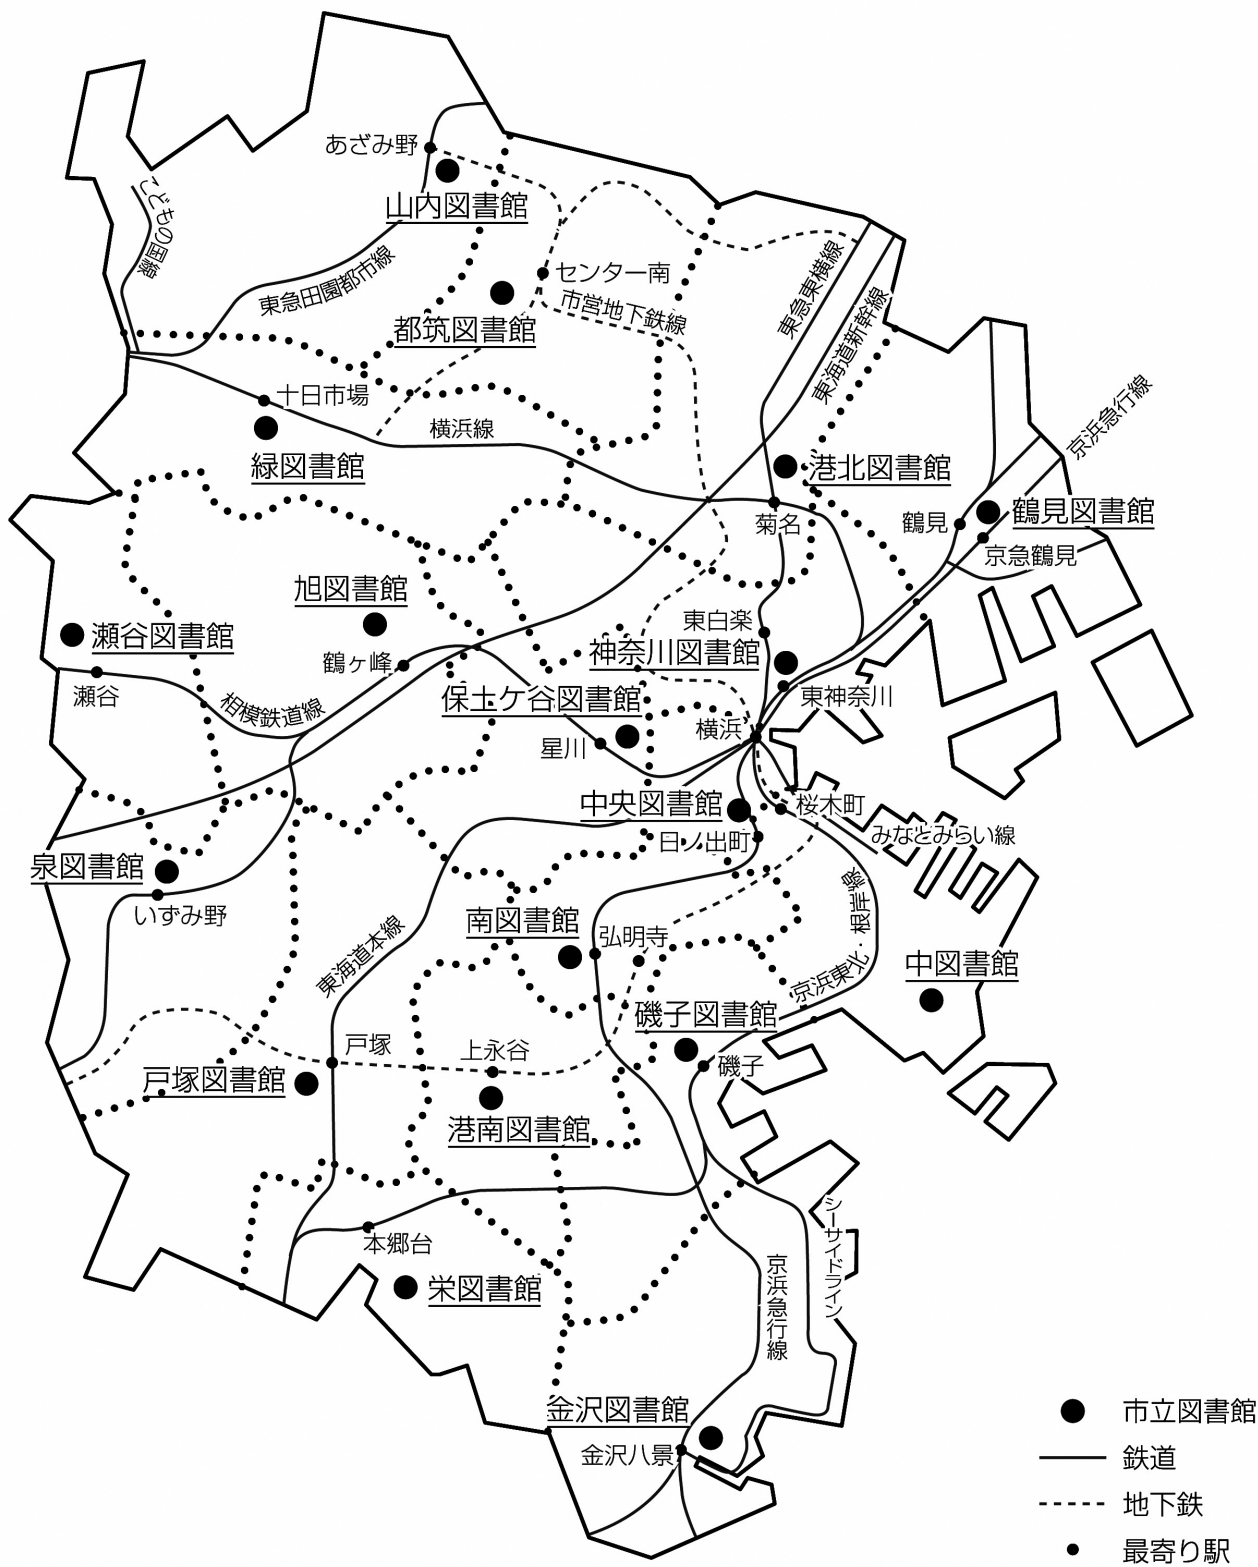 あざみ野
山内図書館
こどもの国線
東急田園都市線
センター南
市営地下鉄線
都筑図書館
東急東横線
東海道新幹線
十日市場
横浜線
緑図書館
京浜急行線
港北図書館
菊名
鶴見
鶴見図書館
京急鶴見
旭図書館
瀬谷図書館
瀬谷
鶴ヶ峰
相模鉄道線
東白楽
神奈川図書館
東神奈川
保土ケ谷図書館
星川
横浜
中央図書館
日ノ出町
桜木町
みなとみらい線
泉図書館
いずみ野
南図書館
弘明寺
東海道本線
京浜東北・根岸線
中図書館
磯子図書館
磯子
戸塚
上永谷
戸塚図書館
港南図書館
本郷台
栄図書館
シーサイドライン
京浜急行線
金沢図書館
金沢八景
市立図書館
鉄道
地下鉄
最寄り駅